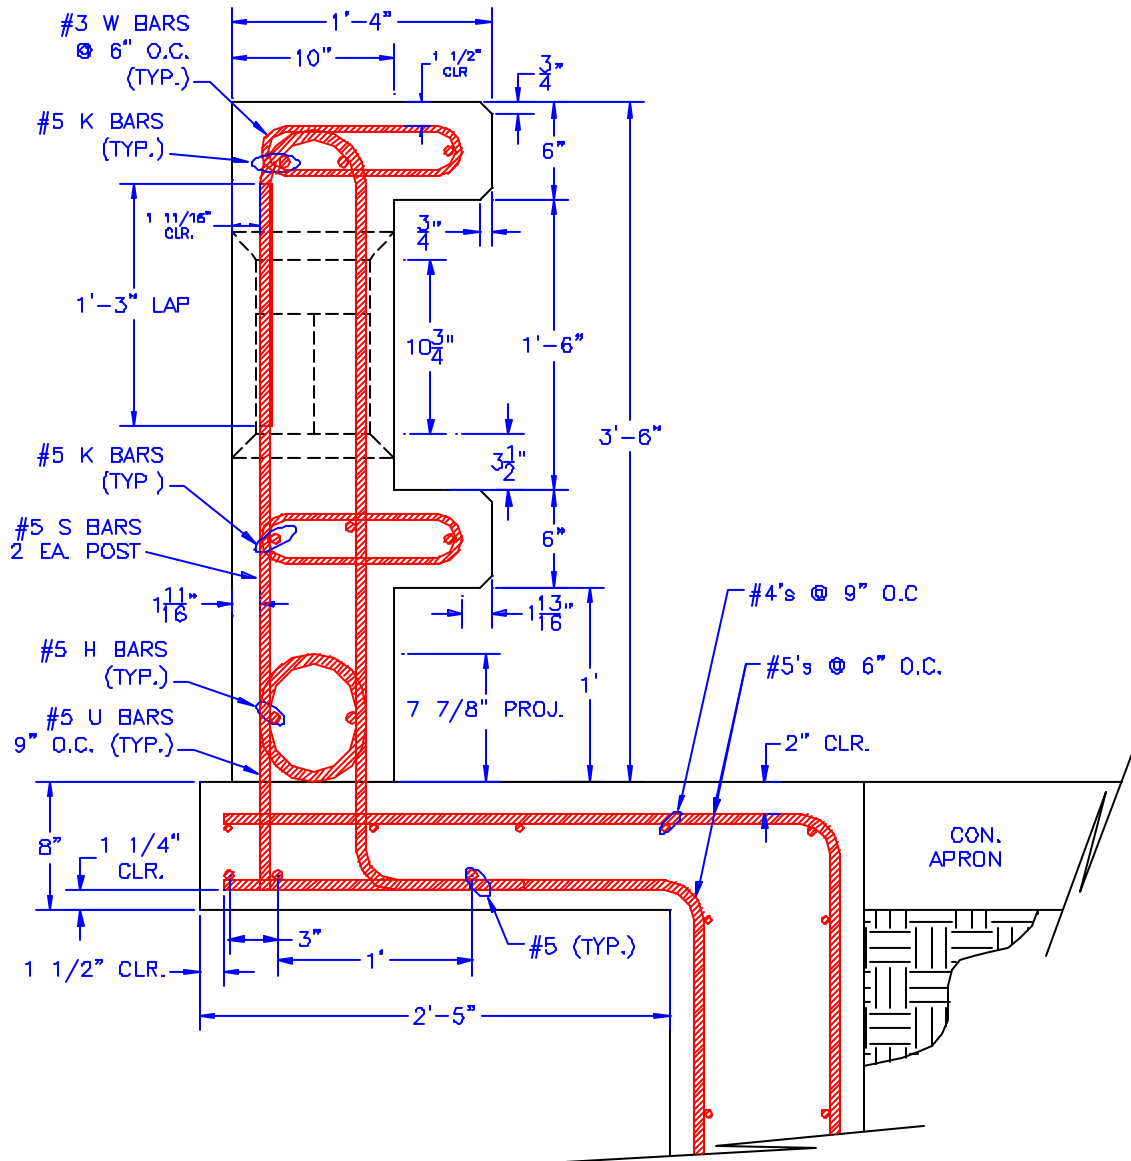 #3 W BARS
@ 6" O.C.
(TYP.)
1'-4"
10"
1 1/2"
CLR
3/4"
#5 K BARS
(TYP.)
6"
1 11/16"
CLR.
3/4"
1'-3" LAP
10 3/4"
1'-6"
3'-6"
3 1/2"
#5 K BARS
(TYP )
#5 S BARS
2 EA. POST
6"
1 11/16"
1 13/16"
#4's @ 9" O.C
#5 H BARS
(TYP.)
#5's @ 6" O.C.
1'
7 7/8" PROJ.
#5 U BARS
9" O.C. (TYP.)
2" CLR.
8"
1 1/4"
CLR.
CON.
APRON
3"
#5 (TYP.)
1'
1 1/2" CLR.
2'-5"